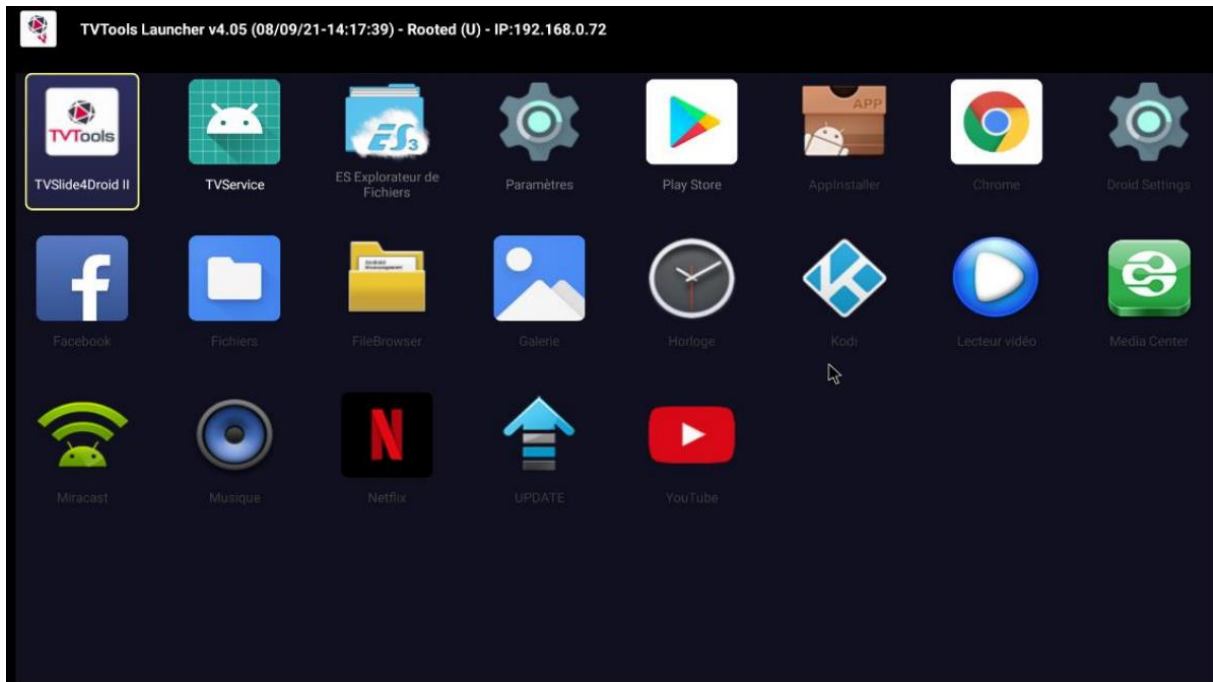 TVTools Launcher v4.05 (08/09/21-14:17:39) - Rooted (U) - IP:192.168.0.72
TVTools
APP
TVSlide4Droid II
TVService
ES Explorateur de
Fichiers
Paramètres
Play Store
AppInstaller
Chrome
Droid Settings
Facebook
Fichiers
FileBrowser
Galerie
Horloge
Kodi
Lecteur vidéo
Media Center
Miracast
Musique
Netflix
UPDATE
YouTube